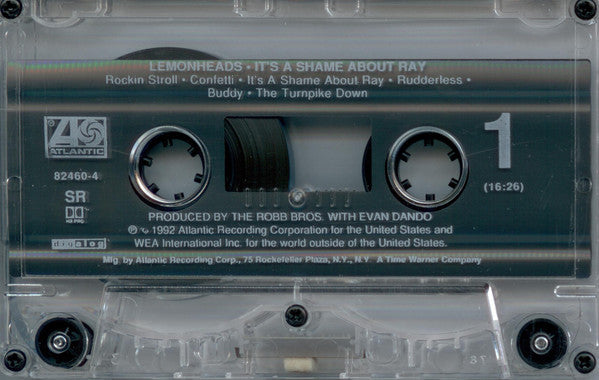 LEMONHEADS • IT'S A SHAME ABOUT RAY
Rockin Stroll • Confetti • It's A Shame About Ray • Rudderless •
Buddy • The Turnpike Down
ATLANTIC
82460-4
SR
HX PRO
digalog
1
(16:26)
PRODUCED BY THE ROBB BROS. WITH EVAN DANDO
℗ © 1992 Atlantic Recording Corporation for the United States and
WEA International Inc. for the world outside of the United States.
Mfg. by Atlantic Recording Corp., 75 Rockefeller Plaza, N.Y., N.Y. A Time Warner Company